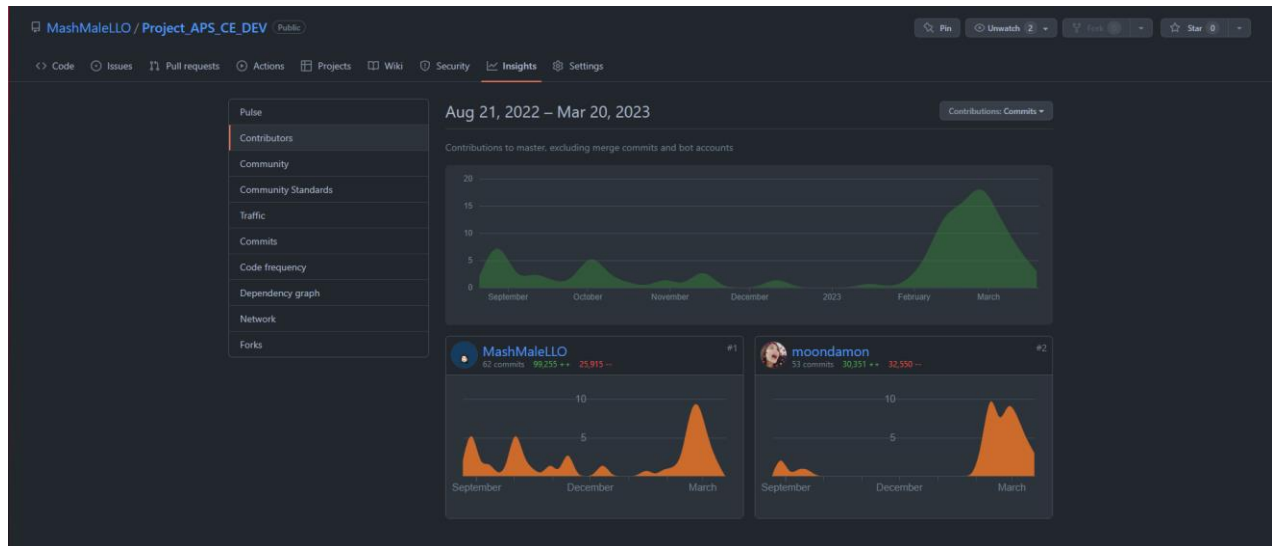 MashMaleLLO / Project_APS_CE_DEV Public
Pin Unwatch 2 Fork Star 0
Code Issues Pull requests Actions Projects Wiki Security Insights Settings
Pulse
Contributors
Community
Community Standards
Traffic
Commits
Code frequency
Dependency graph
Network
Forks
Aug 21, 2022 – Mar 20, 2023
Contributions: Commits
Contributions to master, excluding merge commits and bot accounts
20
15
10
5
0
September October November December 2023 February March
MashMaleLLO #1
62 commits 99,255 ++ 25,915 --
10
5
September December March
moondamon #2
53 commits 30,351 ++ 32,550 --
10
5
September December March